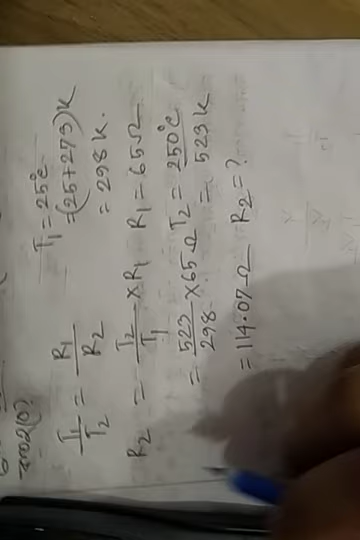 T₁ = 25°C
= (25+273)K
= 298 K.
T₁/T₂ = R₁/R₂
R₂ = T₂/T₁ × R₁ R₁ = 65Ω
= 523/298 × 65 Ω T₂ = 250°C
= 523 K
= 114.07 Ω R₂ = ?